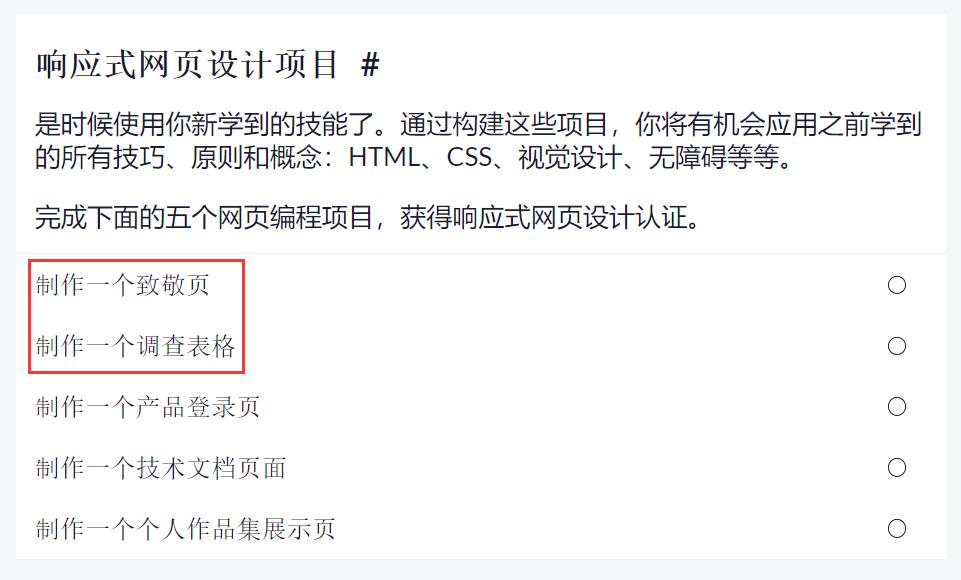 响应式网页设计项目 #
是时候使用你新学到的技能了。通过构建这些项目，你将有机会应用之前学到
的所有技巧、原则和概念：HTML、CSS、视觉设计、无障碍等等。
完成下面的五个网页编程项目，获得响应式网页设计认证。
制作一个致敬页
制作一个调查表格
制作一个产品登录页
制作一个技术文档页面
制作一个个人作品集展示页